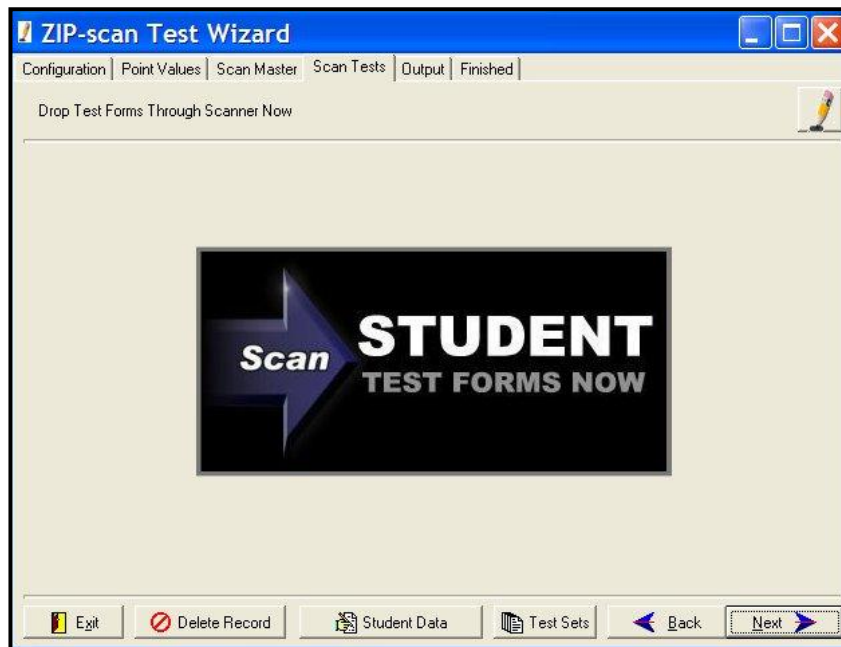 ZIP-scan Test Wizard
Configuration Point Values Scan Master Scan Tests Output Finished
Drop Test Forms Through Scanner Now
Scan
STUDENT
TEST FORMS NOW
Exit Delete Record Student Data Test Sets Back Next